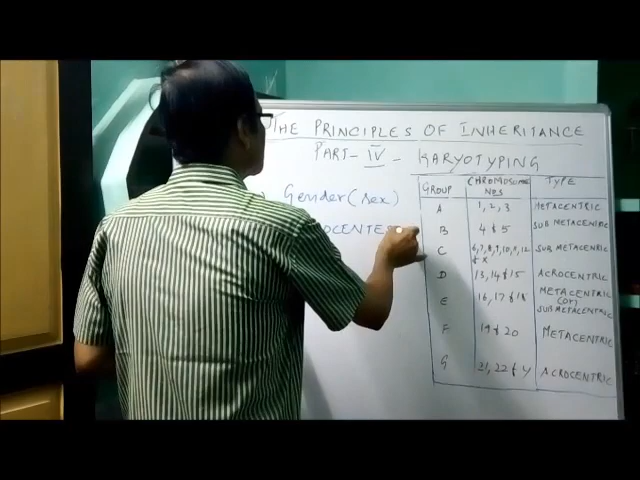 THE PRINCIPLES OF INHERITANCE
PART - IV - KARYOTYPING
Gender (sex)
OCENTES
GROUP CHROMOSOME NES TYPE
A 1, 2, 3 METACENTRIC
B 4 & 5 SUB METACENTRIC
C 6,7,8,9,10,11,12 & X SUB METACENTRIC
D 13, 14 & 15 ACROCENTRIC
E 16, 17 & 18 METACENTRIC (or) SUB METACENTRIC
F 19 & 20 METACENTRIC
G 21, 22 & Y ACROCENTRIC